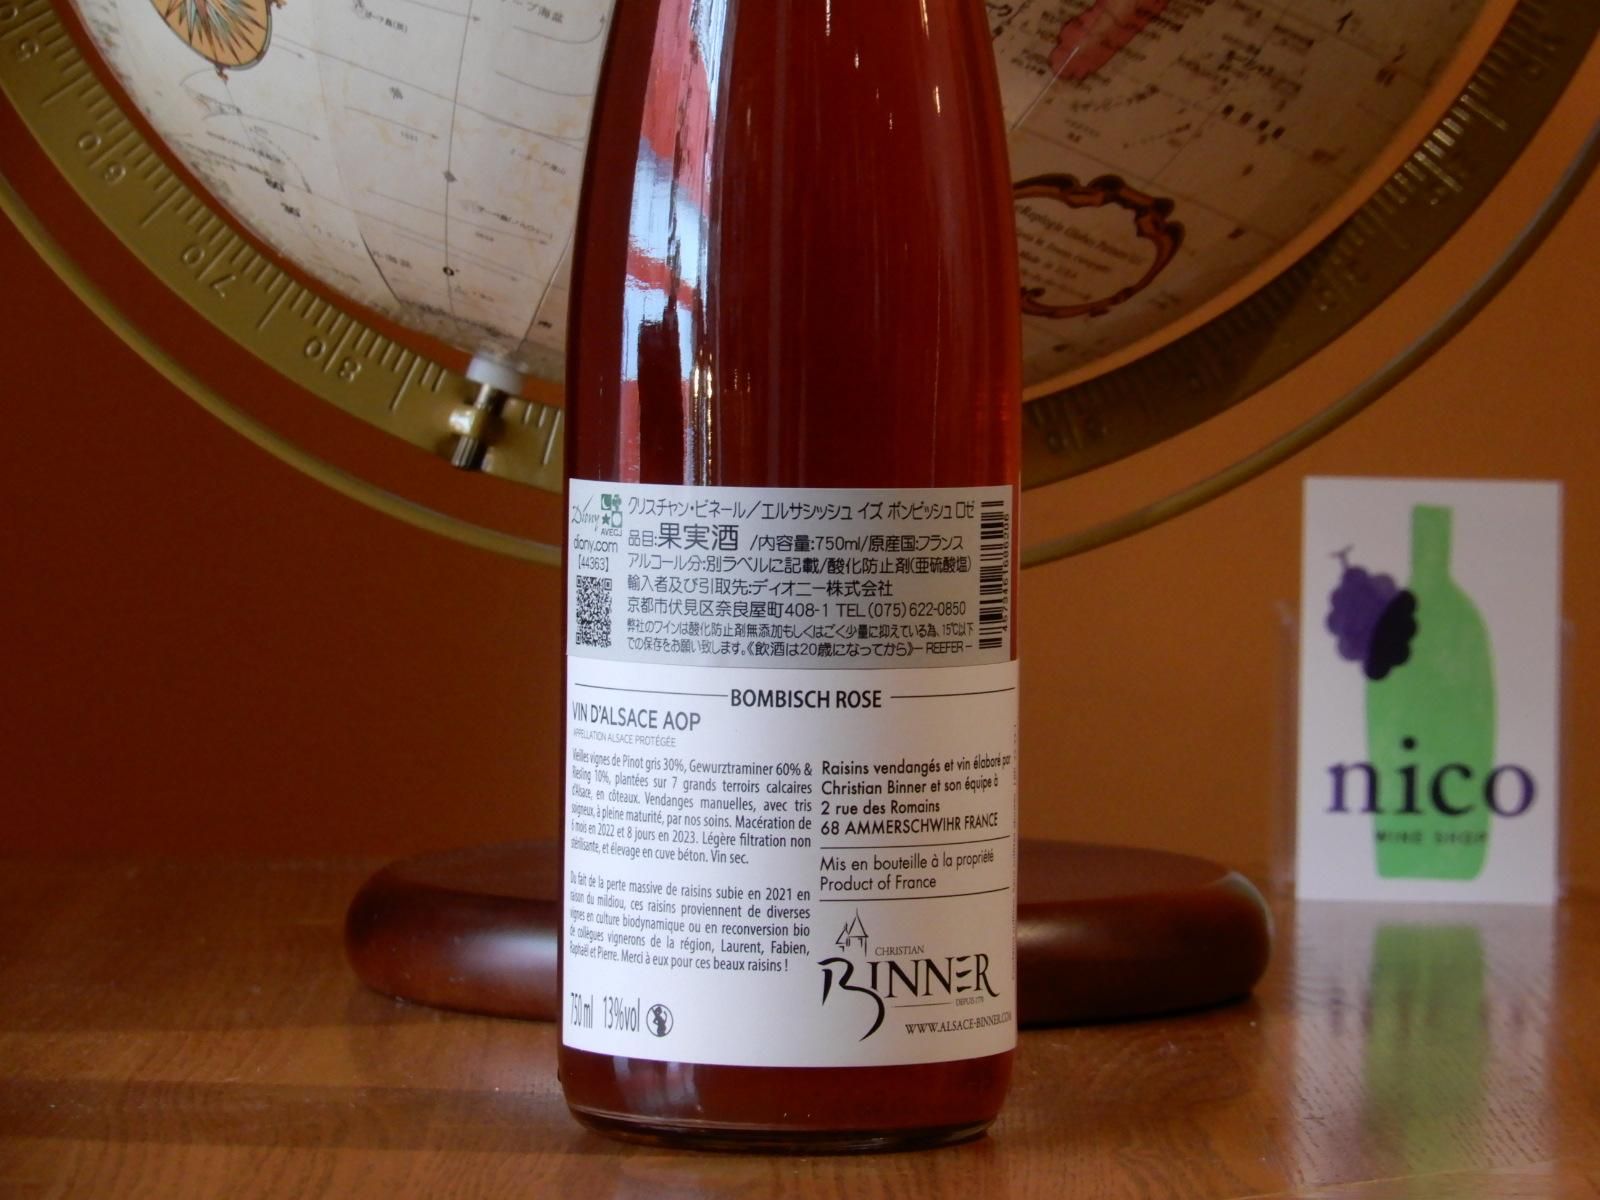 Diony
AVECJ
diony.com
[44363]
クリスチャン・ビネール/エルサシッシュ イズ ボンビッシュ ロゼ
品目:果実酒 /内容量:750ml/原産国:フランス
アルコール分:別ラベルに記載/酸化防止剤(亜硫酸塩)
輸入者及び引取先:ディオニー株式会社
京都市伏見区奈良屋町408-1 TEL(075)622-0850
弊社のワインは酸化防止剤無添加もしくはごく少量に抑えている為、15℃以下
での保存をお願い致します。《飲酒は20歳になってから》ー REEFER ー
BOMBISCH ROSE
VIN D'ALSACE AOP
APPELLATION ALSACE PROTÉGÉE
Vieilles vignes de Pinot gris 30%, Gewurztraminer 60% &
Riesling 10%, plantées sur 7 grands terroirs calcaires
d'Alsace, en côteaux. Vendanges manuelles, avec tris
soigneux, à pleine maturité, par nos soins. Macération de
6 mois en 2022 et 8 jours en 2023. Légère filtration non
stérilisante, et élevage en cuve béton. Vin sec.
Du fait de la perte massive de raisins subie en 2021 en
raison du mildiou, ces raisins proviennent de diverses
vignes en culture biodynamique ou en reconversion bio
de collègues vignerons de la région, Laurent, Fabien,
Raphaël et Pierre. Merci à eux pour ces beaux raisins !
750 ml 13%vol
Raisins vendangés et vin élaboré par
Christian Binner et son équipe à
2 rue des Romains
68 AMMERSCHWIHR FRANCE
Mis en bouteille à la propriété
Product of France
CHRISTIAN
BINNER
DEPUIS 1770
WWW.ALSACE-BINNER.COM
nico
WINE SHOP